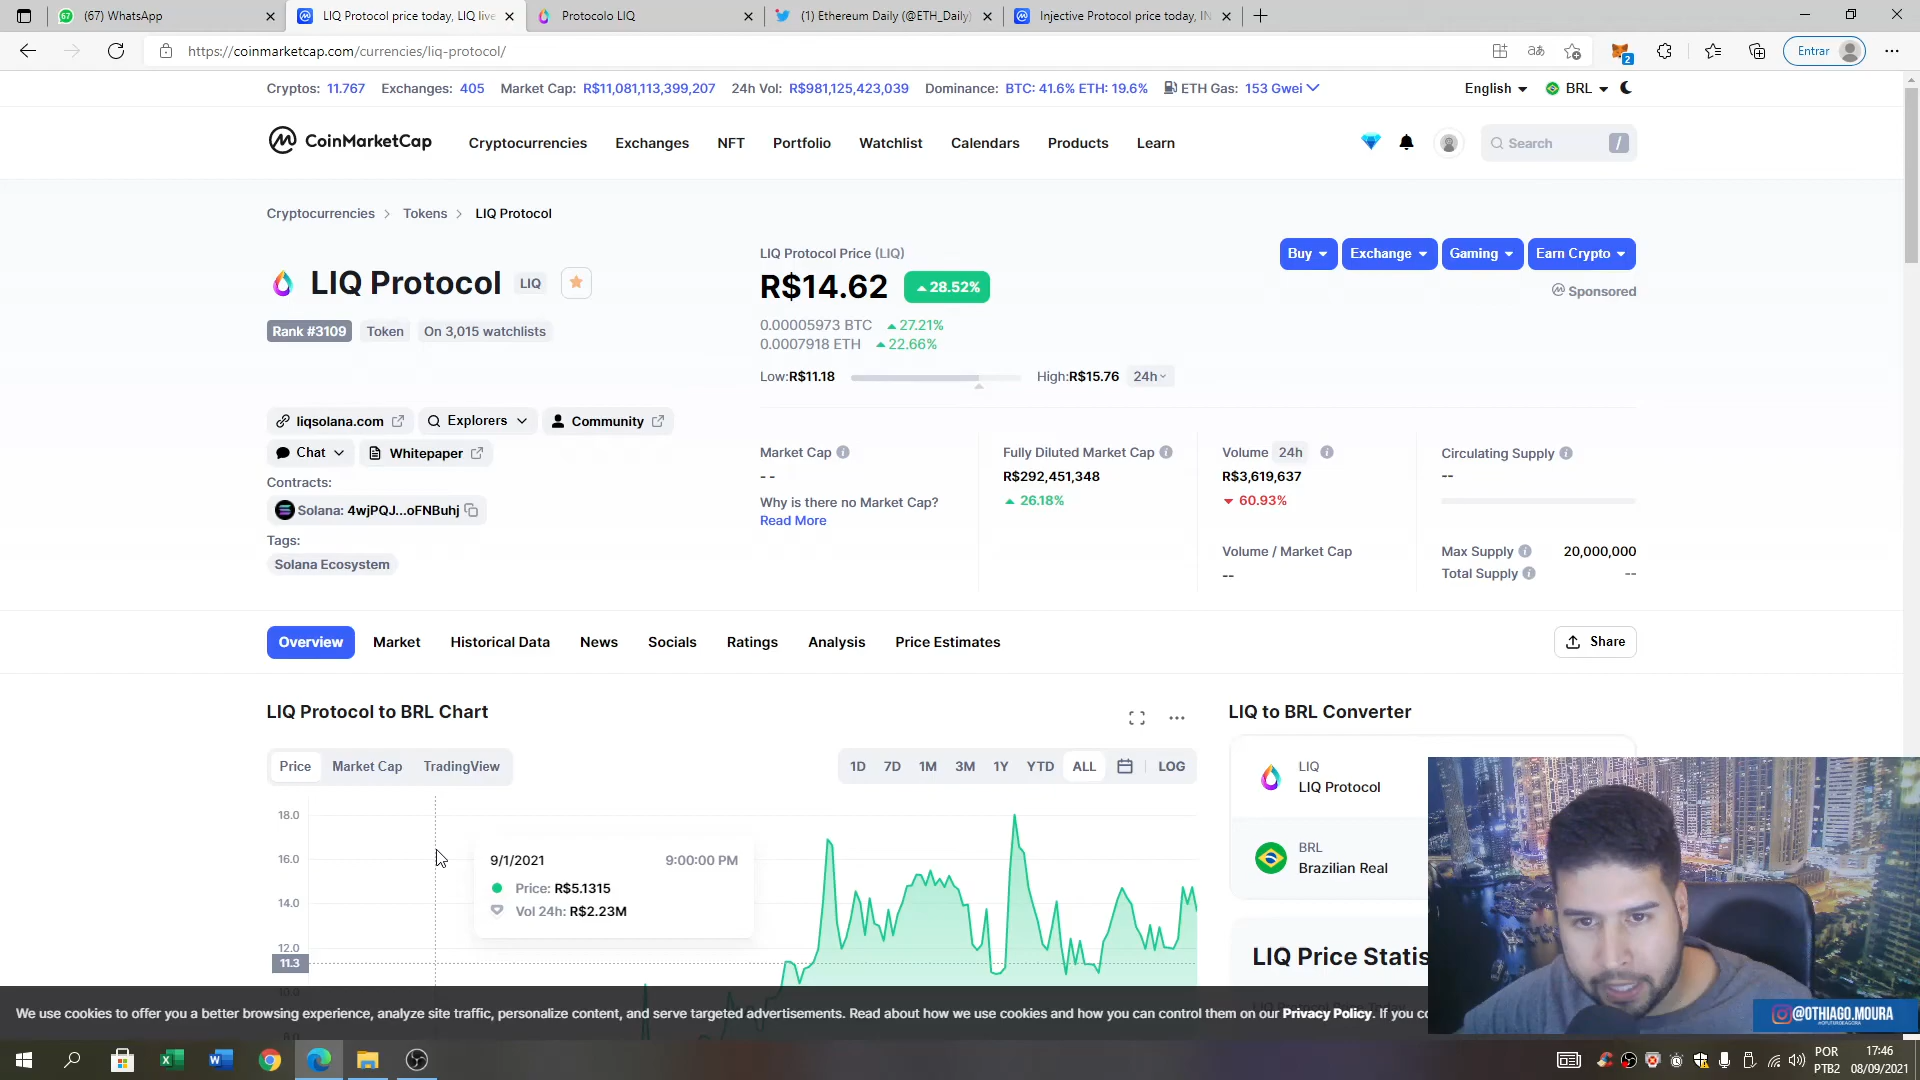 (67) WhatsApp
LIQ Protocol price today, LIQ live
Protocolo LIQ
(1) Ethereum Daily (@ETH_Daily)
Injective Protocol price today, IN
https://coinmarketcap.com/currencies/liq-protocol/
Entrar
Cryptos: 11.767 Exchanges: 405 Market Cap: R$11,081,113,399,207 24h Vol: R$981,125,423,039 Dominance: BTC: 41.6% ETH: 19.6% ETH Gas: 153 Gwei
English BRL
CoinMarketCap
Cryptocurrencies Exchanges NFT Portfolio Watchlist Calendars Products Learn
Search /
Cryptocurrencies > Tokens > LIQ Protocol
LIQ Protocol LIQ
Rank #3109 Token On 3,015 watchlists
liqsolana.com Explorers Community
Chat Whitepaper
Contracts:
Solana: 4wjPQJ...oFNBuhj
Tags:
Solana Ecosystem
LIQ Protocol Price (LIQ)
R$14.62 28.52%
0.00005973 BTC 27.21%
0.0007918 ETH 22.66%
Low:R$11.18 High:R$15.76 24h
Buy Exchange Gaming Earn Crypto
Sponsored
Market Cap
- -
Why is there no Market Cap?
Read More
Fully Diluted Market Cap
R$292,451,348
26.18%
Volume 24h
R$3,619,637
60.93%
Volume / Market Cap
--
Circulating Supply
--
Max Supply 20,000,000
Total Supply --
Overview Market Historical Data News Socials Ratings Analysis Price Estimates
Share
LIQ Protocol to BRL Chart
Price Market Cap TradingView
1D 7D 1M 3M 1Y YTD ALL LOG
18.0
16.0
14.0
12.0
11.3
10.0
9/1/2021 9:00:00 PM
Price: R$5.1315
Vol 24h: R$2.23M
LIQ to BRL Converter
LIQ
LIQ Protocol
BRL
Brazilian Real
LIQ Price Statis
LIQ Protocol Price Today
@OTHIAGO.MOURA
We use cookies to offer you a better browsing experience, analyze site traffic, personalize content, and serve targeted advertisements. Read about how we use cookies and how you can control them on our Privacy Policy. If you co
POR
PTB2
17:46
08/09/2021